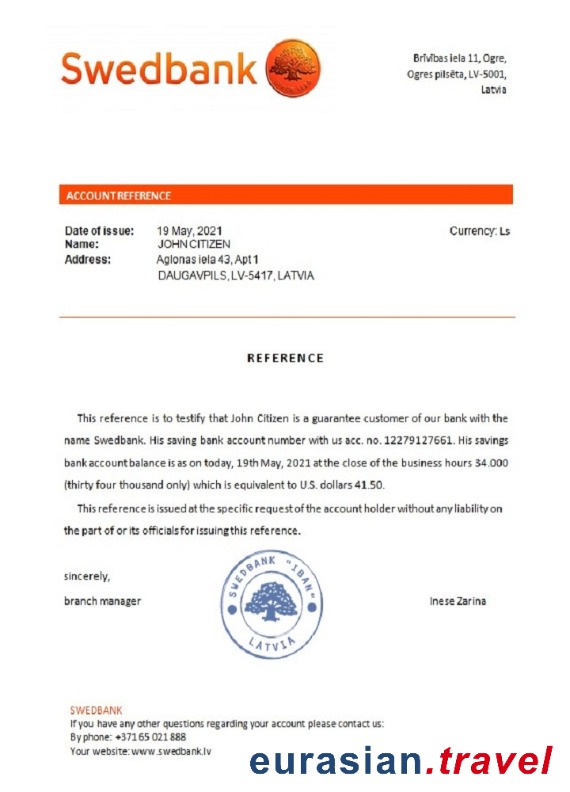 Swedbank
Brīvības iela 11, Ogre,
Ogres pilsēta, LV-5001,
Latvia
ACCOUNT REFERENCE
Date of issue: 19 May, 2021 Currency: Ls
Name: JOHN CITIZEN
Address: Aglonas iela 43, Apt 1
DAUGAVPILS, LV-5417, LATVIA
REFERENCE
This reference is to testify that John Citizen is a guarantee customer of our bank with the
name Swedbank. His saving bank account number with us acc. no. 12279127661. His savings
bank account balance is as on today, 19th May, 2021 at the close of the business hours 34.000
(thirty four thousand only) which is equivalent to U.S. dollars 41.50.
This reference is issued at the specific request of the account holder without any liability on
the part of or its officials for issuing this reference.
sincerely,
branch manager
SWEDBANK "IBAN"
LATVIA
Inese Zarina
SWEDBANK
If you have any other questions regarding your account please contact us:
By phone: +371 65 021 888
Your website: www.swedbank.lv
eurasian.travel